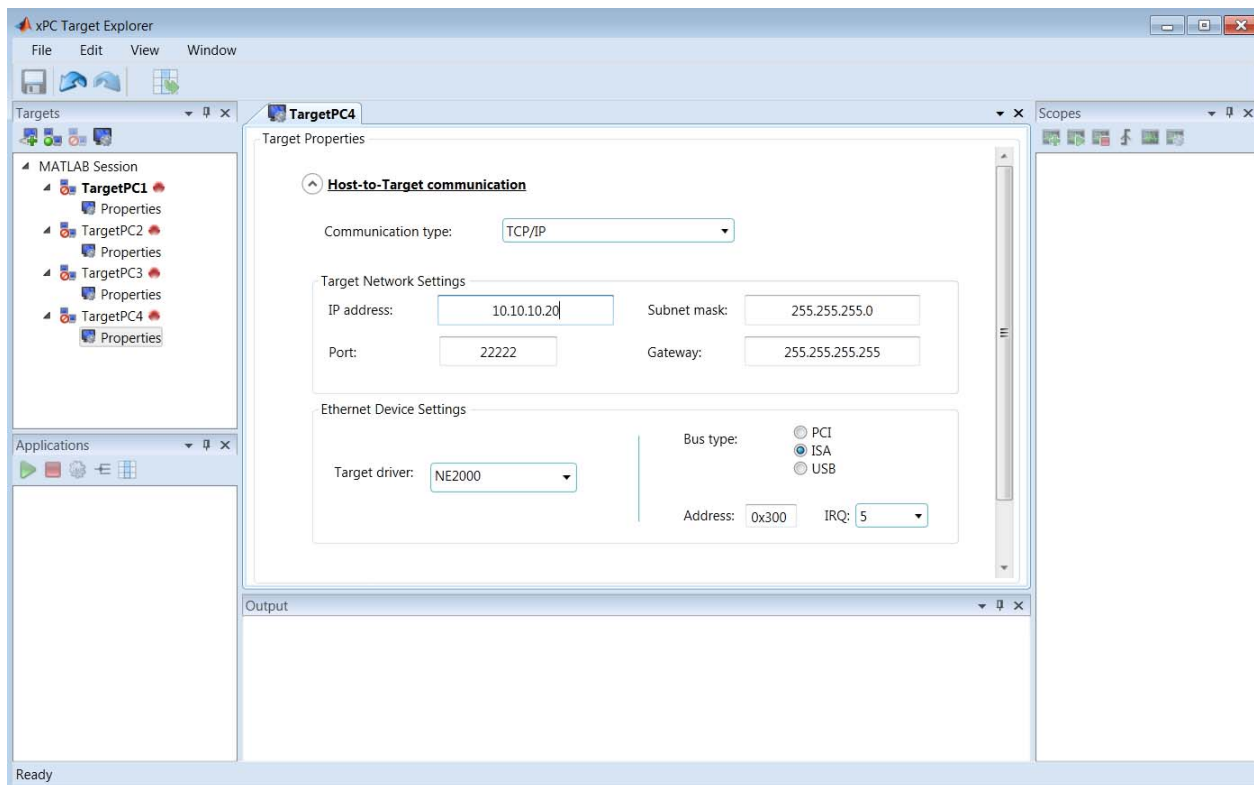 xPC Target Explorer
File Edit View Window
Targets
MATLAB Session
TargetPC1
Properties
TargetPC2
Properties
TargetPC3
Properties
TargetPC4
Properties
Applications
TargetPC4
Target Properties
Host-to-Target communication
Communication type: TCP/IP
Target Network Settings
IP address: 10.10.10.20 Subnet mask: 255.255.255.0
Port: 22222 Gateway: 255.255.255.255
Ethernet Device Settings
Target driver: NE2000
Bus type: PCI
ISA
USB
Address: 0x300 IRQ: 5
Output
Scopes
Ready